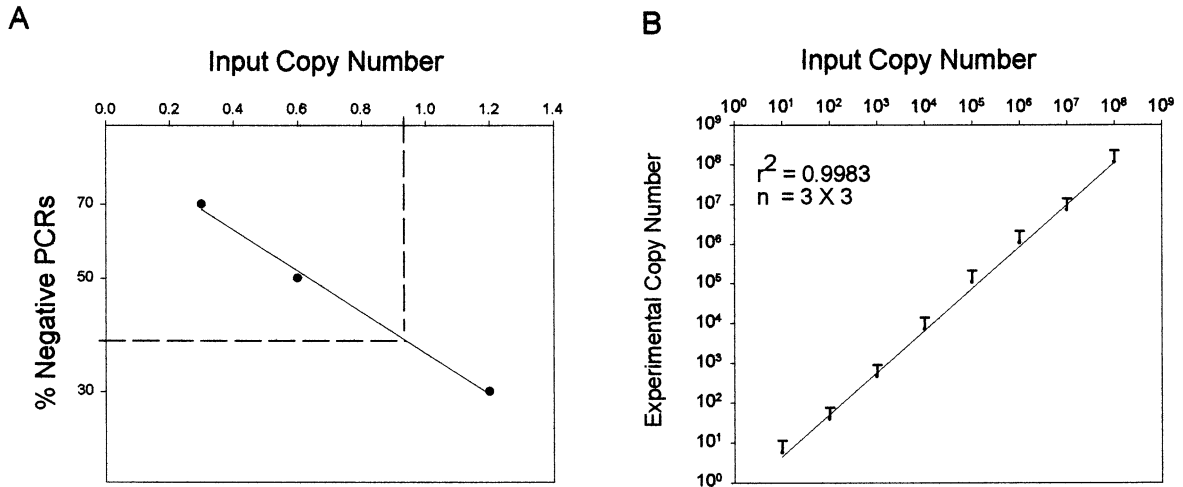 A
Input Copy Number
0.0 0.2 0.4 0.6 0.8 1.0 1.2 1.4
% Negative PCRs
70
50
30
B
Input Copy Number
10⁰ 10¹ 10² 10³ 10⁴ 10⁵ 10⁶ 10⁷ 10⁸ 10⁹
Experimental Copy Number
10⁹
10⁸
10⁷
10⁶
10⁵
10⁴
10³
10²
10¹
10⁰
r² = 0.9983
n = 3 X 3